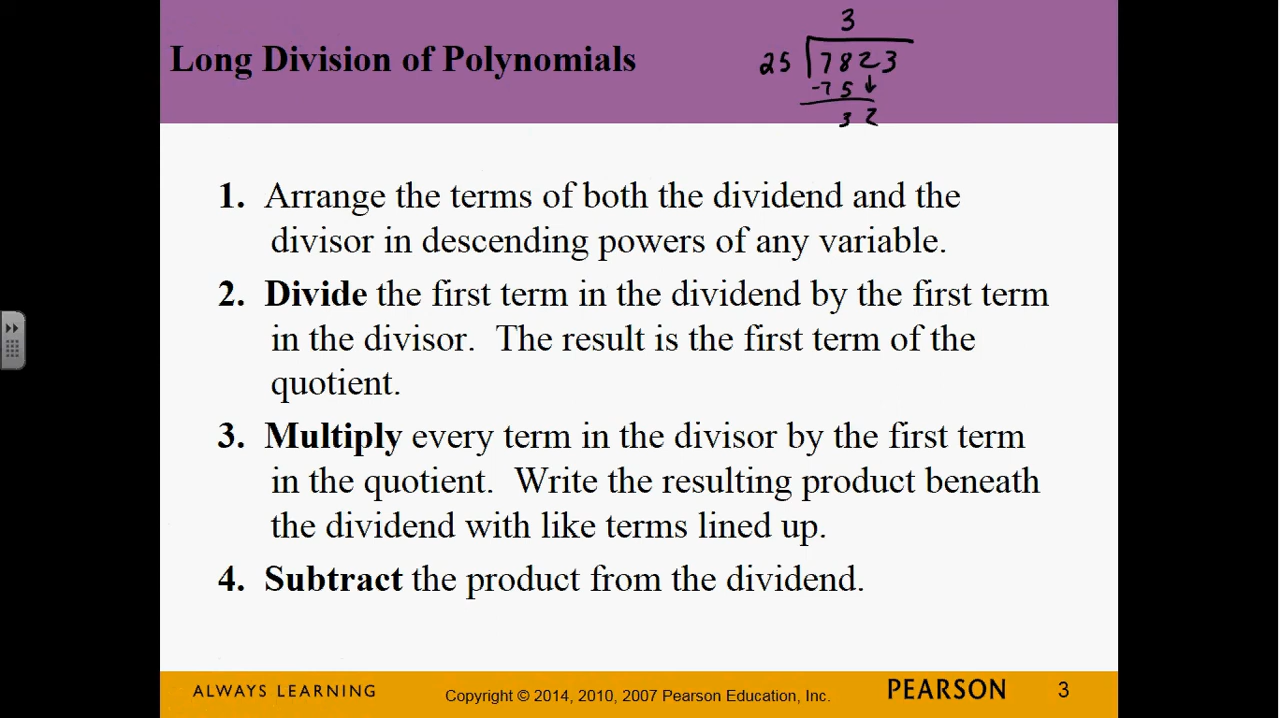 Long Division of Polynomials
3
25 7823
-75↓
32
1. Arrange the terms of both the dividend and the
divisor in descending powers of any variable.
2. Divide the first term in the dividend by the first term
in the divisor. The result is the first term of the
quotient.
3. Multiply every term in the divisor by the first term
in the quotient. Write the resulting product beneath
the dividend with like terms lined up.
4. Subtract the product from the dividend.
ALWAYS LEARNING Copyright © 2014, 2010, 2007 Pearson Education, Inc. PEARSON 3